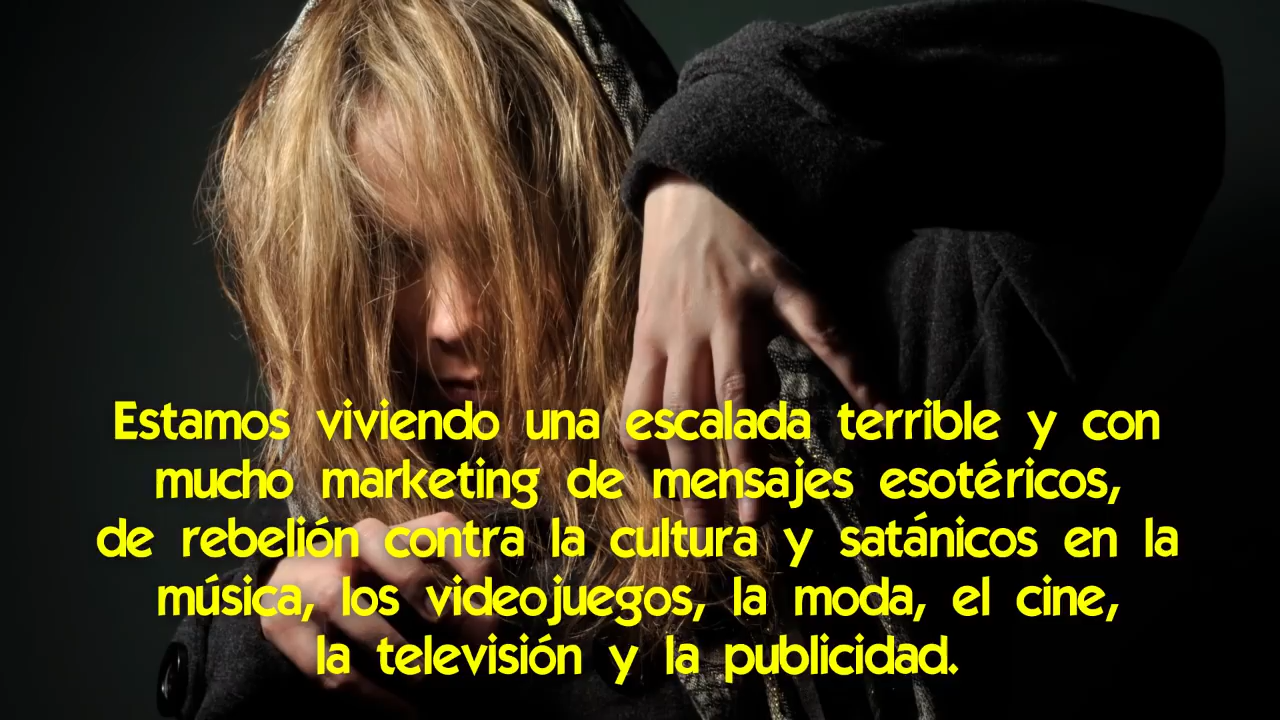 Estamos viviendo una escalada terrible y con
mucho marketing de mensajes esotéricos,
de rebelión contra la cultura y satánicos en la
música, los videojuegos, la moda, el cine,
la televisión y la publicidad.